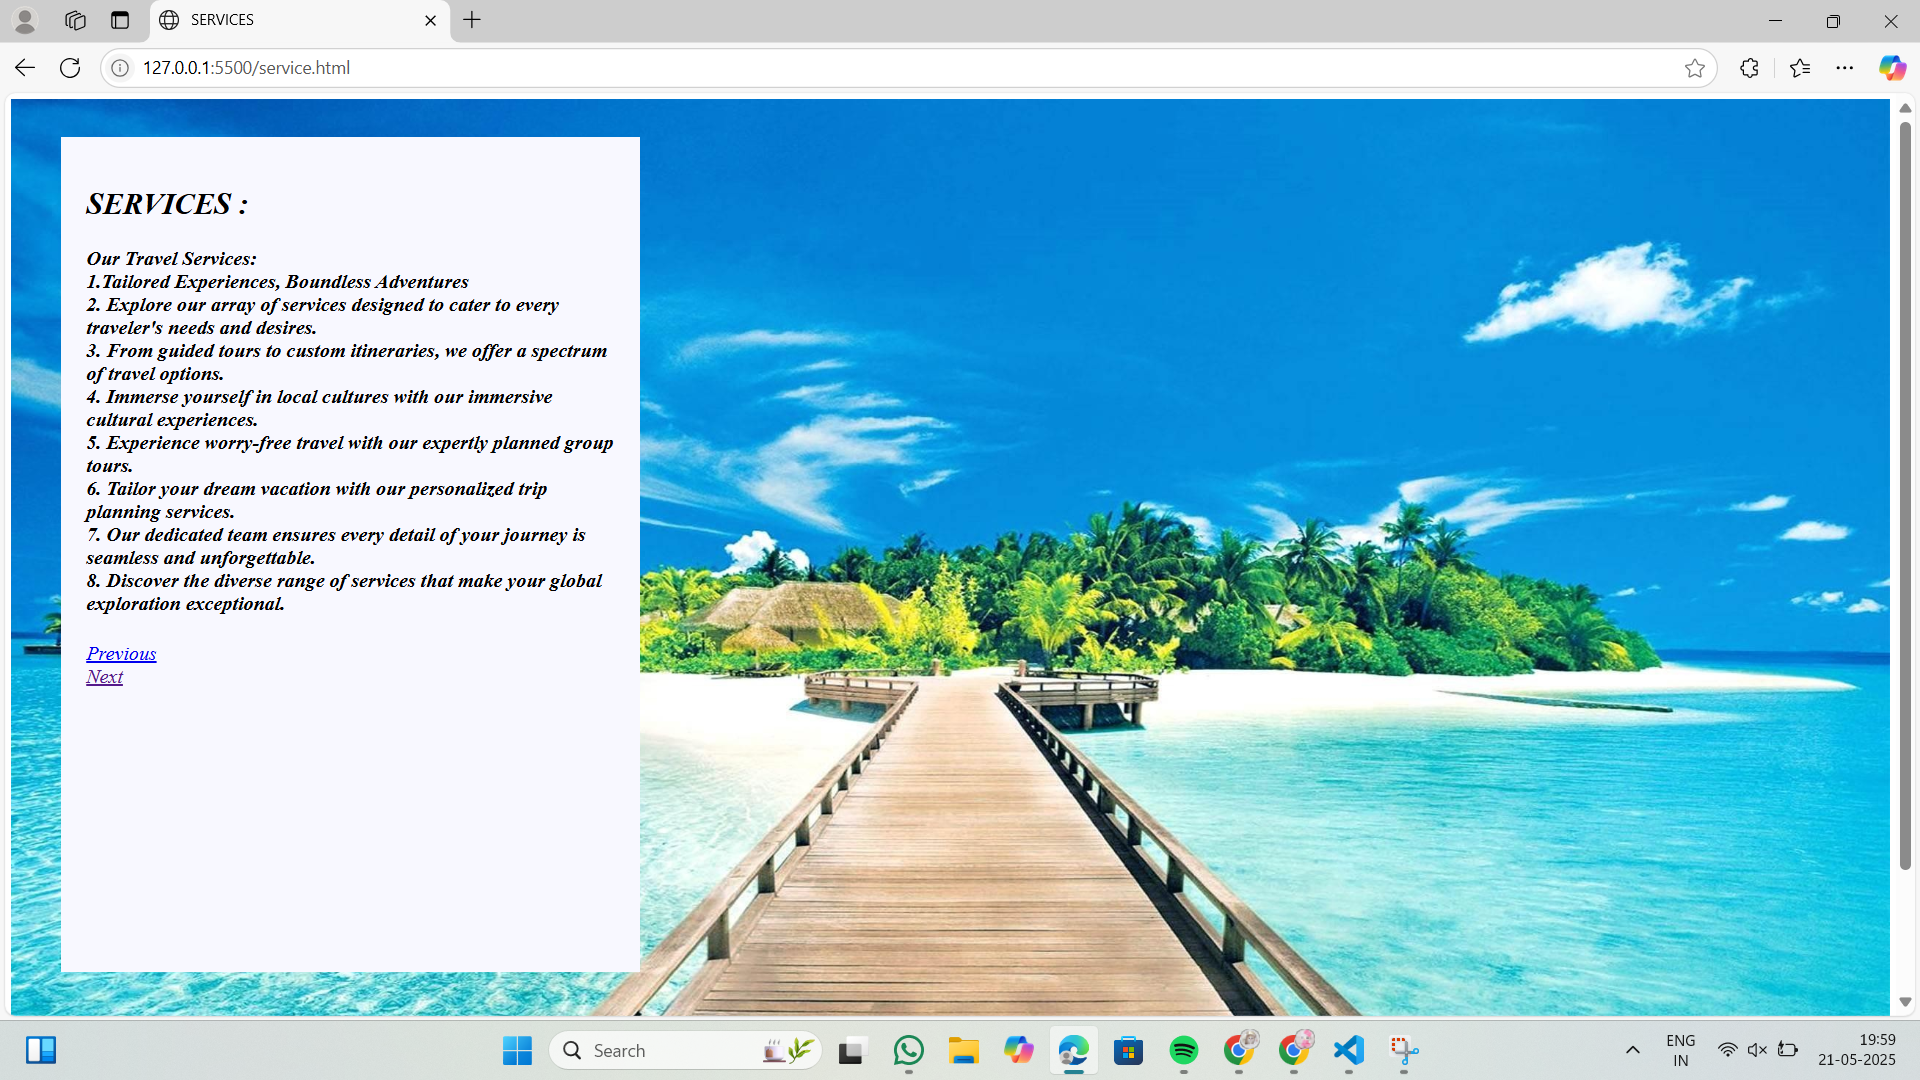 SERVICES
127.0.0.1:5500/service.html
SERVICES :
Our Travel Services:
1.Tailored Experiences, Boundless Adventures
2. Explore our array of services designed to cater to every
traveler's needs and desires.
3. From guided tours to custom itineraries, we offer a spectrum
of travel options.
4. Immerse yourself in local cultures with our immersive
cultural experiences.
5. Experience worry-free travel with our expertly planned group
tours.
6. Tailor your dream vacation with our personalized trip
planning services.
7. Our dedicated team ensures every detail of your journey is
seamless and unforgettable.
8. Discover the diverse range of services that make your global
exploration exceptional.
Previous
Next
Search
ENG
IN
19:59
21-05-2025